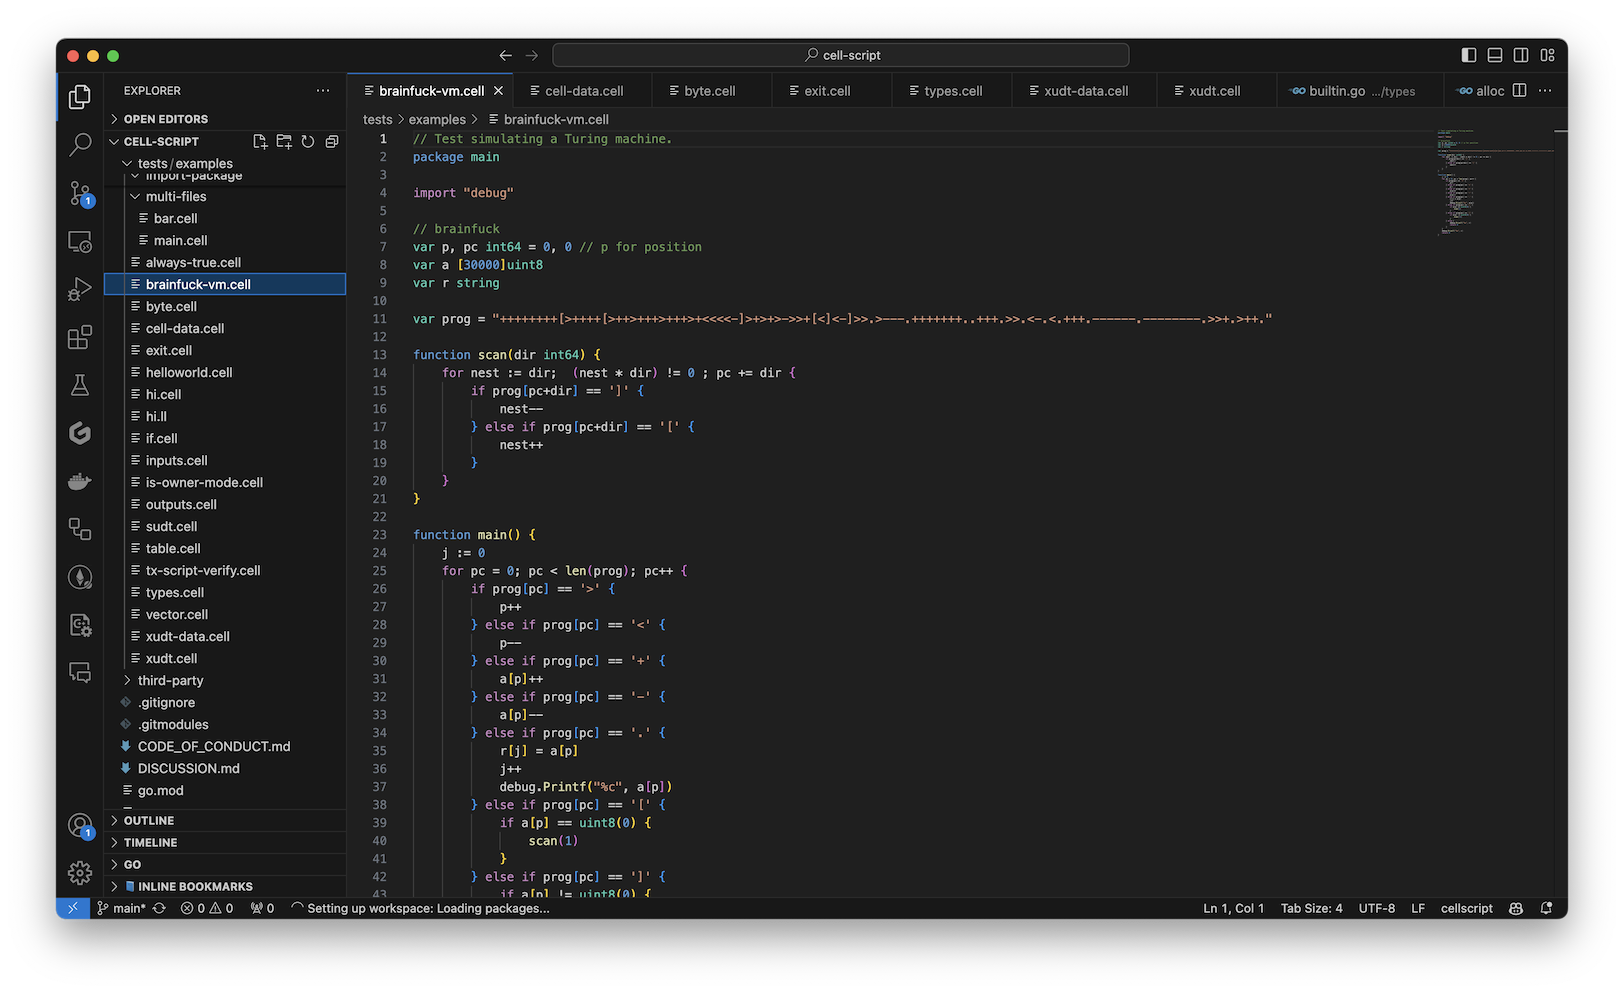 cell-script
EXPLORER
OPEN EDITORS
CELL-SCRIPT
tests/examples
import-package
multi-files
bar.cell
main.cell
always-true.cell
brainfuck-vm.cell
byte.cell
cell-data.cell
exit.cell
helloworld.cell
hi.cell
hi.ll
if.cell
inputs.cell
is-owner-mode.cell
outputs.cell
sudt.cell
table.cell
tx-script-verify.cell
types.cell
vector.cell
xudt-data.cell
xudt.cell
third-party
.gitignore
.gitmodules
CODE_OF_CONDUCT.md
DISCUSSION.md
go.mod
OUTLINE
TIMELINE
GO
INLINE BOOKMARKS
1
1
brainfuck-vm.cell cell-data.cell byte.cell exit.cell types.cell xudt-data.cell xudt.cell GO builtin.go .../types GO alloc
tests > examples > brainfuck-vm.cell
1 // Test simulating a Turing machine.
2 package main
3
4 import "debug"
5
6 // brainfuck
7 var p, pc int64 = 0, 0 // p for position
8 var a [30000]uint8
9 var r string
10
11 var prog = "++++++++[>++++[>++>+++>+++>+<<<<-]>+>+>->>+[<]<-]>>.>---.+++++++..+++.>>.<-.<.+++.------.--------.>>+.>++."
12
13 function scan(dir int64) {
14 for nest := dir;  (nest * dir) != 0 ; pc += dir {
15 if prog[pc+dir] == ']' {
16 nest--
17 } else if prog[pc+dir] == '[' {
18 nest++
19 }
20 }
21 }
22
23 function main() {
24 j := 0
25 for pc = 0; pc < len(prog); pc++ {
26 if prog[pc] == '>' {
27 p++
28 } else if prog[pc] == '<' {
29 p--
30 } else if prog[pc] == '+' {
31 a[p]++
32 } else if prog[pc] == '-' {
33 a[p]--
34 } else if prog[pc] == '.' {
35 r[j] = a[p]
36 j++
37 debug.Printf("%c", a[p])
38 } else if prog[pc] == '[' {
39 if a[p] == uint8(0) {
40 scan(1)
41 }
42 } else if prog[pc] == ']' {
43 if a[p] != uint8(0) {
main* 0 0 0 Setting up workspace: Loading packages... Ln 1, Col 1 Tab Size: 4 UTF-8 LF cellscript